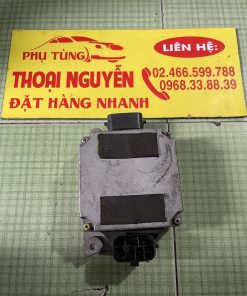 PHỤ TÙNG
THOẠI NGUYỄN
ĐẶT HÀNG NHANH
LIÊN HỆ:
02.466.599.788
0968.33.88.39